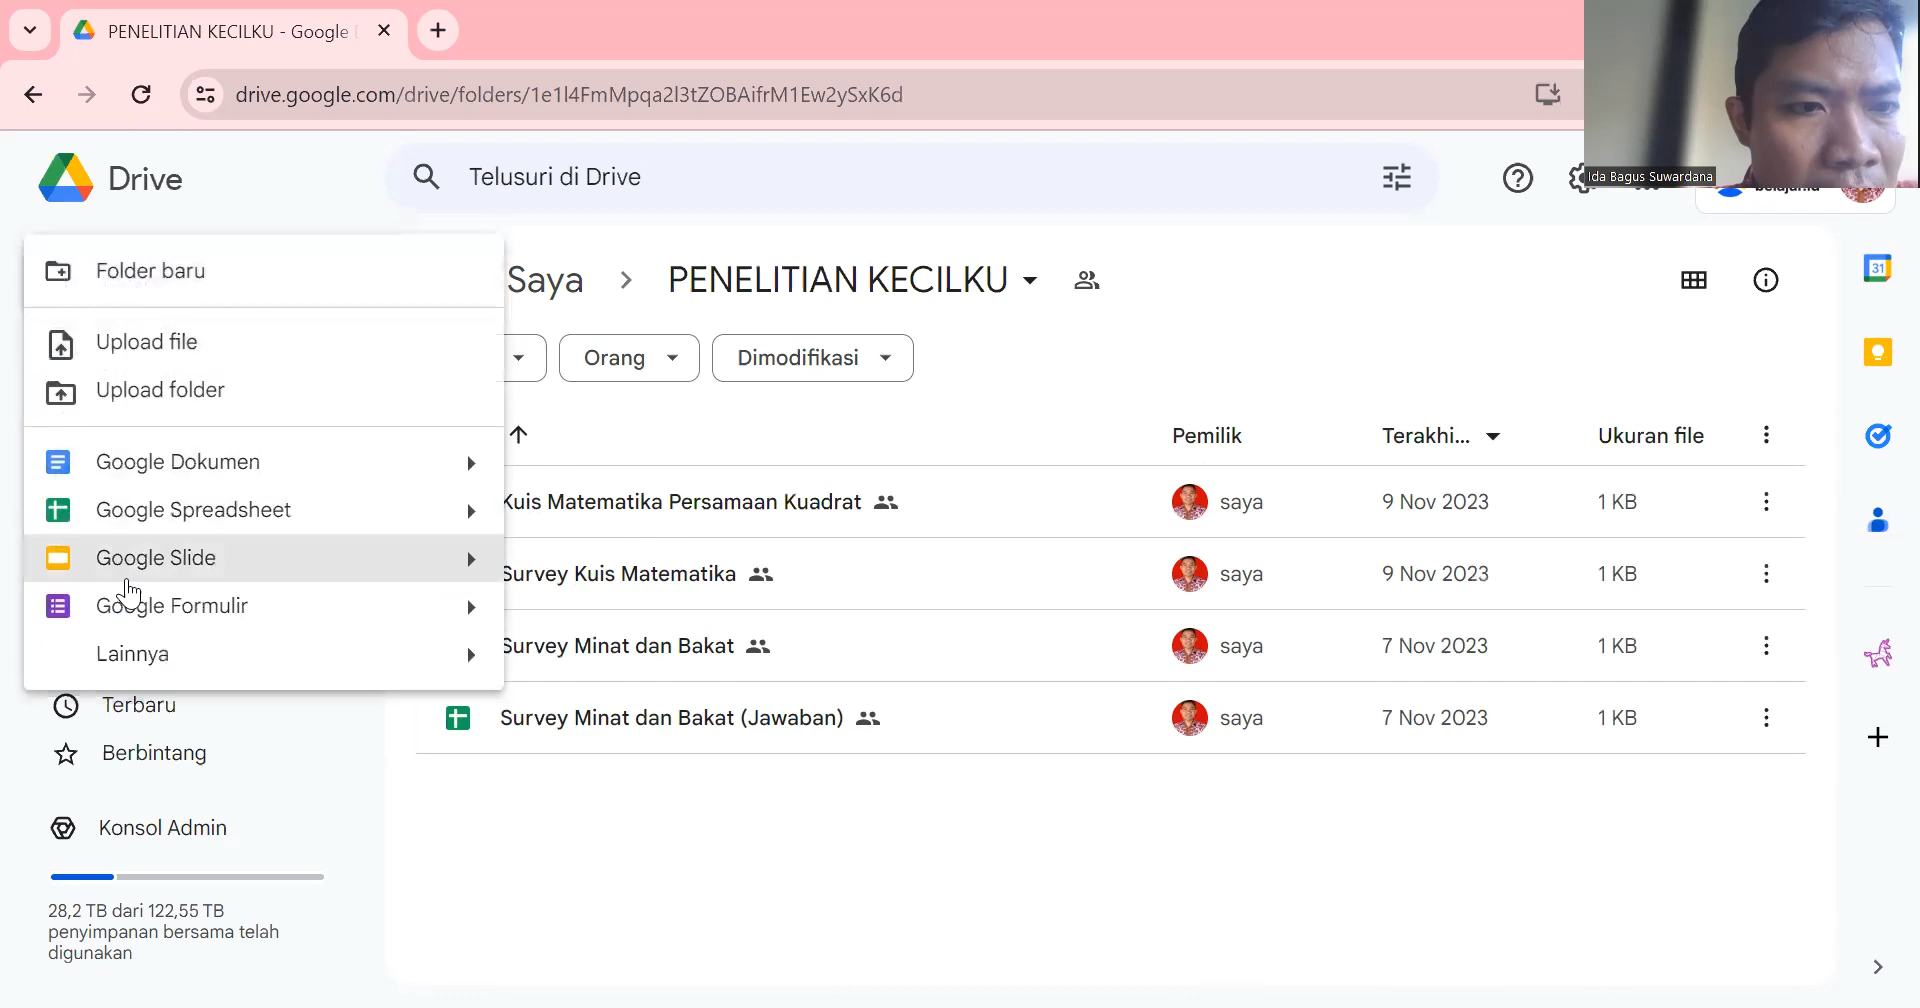 PENELITIAN KECILKU - Google
drive.google.com/drive/folders/1e1l4FmMpqa2l3tZOBAifrM1Ew2ySxK6d
Ida Bagus Suwardana
Drive
Telusuri di Drive
belajar.id
Folder baru
Saya
PENELITIAN KECILKU
31
Upload file
Upload folder
Orang
Dimodifikasi
Pemilik
Terakhi...
Ukuran file
Google Dokumen
Google Spreadsheet
Google Slide
Google Formulir
Lainnya
Kuis Matematika Persamaan Kuadrat
saya
9 Nov 2023
1 KB
Survey Kuis Matematika
saya
9 Nov 2023
1 KB
Survey Minat dan Bakat
saya
7 Nov 2023
1 KB
Survey Minat dan Bakat (Jawaban)
saya
7 Nov 2023
1 KB
Terbaru
Berbintang
Konsol Admin
28,2 TB dari 122,55 TB
penyimpanan bersama telah
digunakan